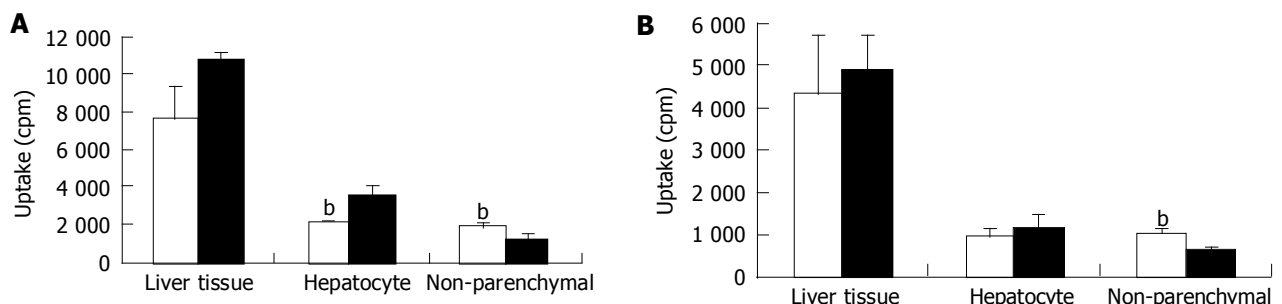 A
Uptake (cpm)
12 000
10 000
8 000
6 000
4 000
2 000
0
b
b
Liver tissue
Hepatocyte
Non-parenchymal
B
Uptake (cpm)
6 000
5 000
4 000
3 000
2 000
1 000
0
b
Liver tissue
Hepatocyte
Non-parenchymal